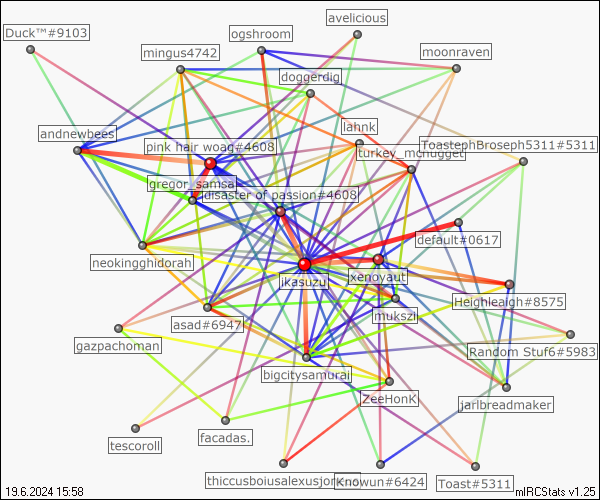 avelicious
Duck™#9103
ogshroom
mingus4742
moonraven
doggerdig
lahnk
andnewbees
pink hair woag#4608
turkey_mcnugget
ToastephBroseph5311#5311
gregor_samsa
disaster of passion#4608
default#0617
neokingghidorah
ikasuzu
xenoyaut
Heighleaigh#8575
mukszi
asad#6947
gazpachoman
Random Stuf6#5983
bigcitysamurai
ZeeHonK
jarlbreadmaker
tescoroll
facadas.
thiccusboiusalexusjor
Knowun#6424
Toast#5311
19.6.2024 15:58
mIRCStats v1.25